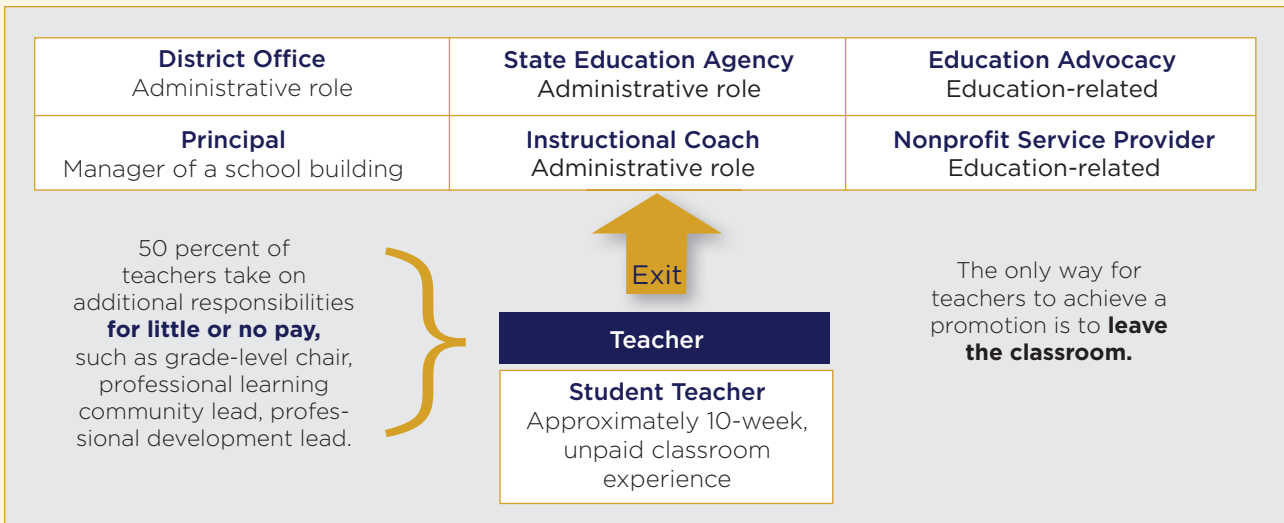 District Office
Administrative role
State Education Agency
Administrative role
Education Advocacy
Education-related
Principal
Manager of a school building
Instructional Coach
Administrative role
Nonprofit Service Provider
Education-related
50 percent of
teachers take on
additional responsibilities
for little or no pay,
such as grade-level chair,
professional learning
community lead, profes-
sional development lead.
Exit
Teacher
Student Teacher
Approximately 10-week,
unpaid classroom
experience
The only way for
teachers to achieve a
promotion is to leave
the classroom.